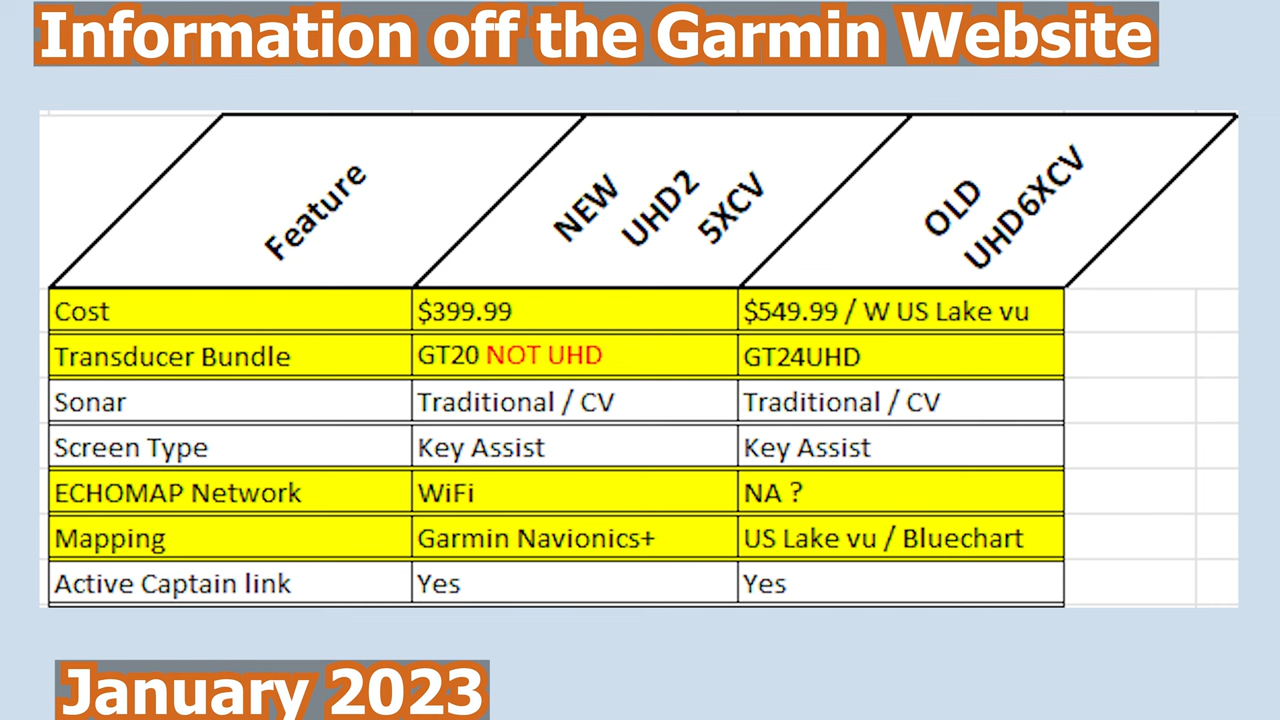 Information off the Garmin Website
Feature
NEW
UHD2
5XCV
OLD
UHD6XCV
Cost $399.99 $549.99 / W US Lake vu
Transducer Bundle GT20 NOT UHD GT24UHD
Sonar Traditional / CV Traditional / CV
Screen Type Key Assist Key Assist
ECHOMAP Network WiFi NA ?
Mapping Garmin Navionics+ US Lake vu / Bluechart
Active Captain link Yes Yes
January 2023